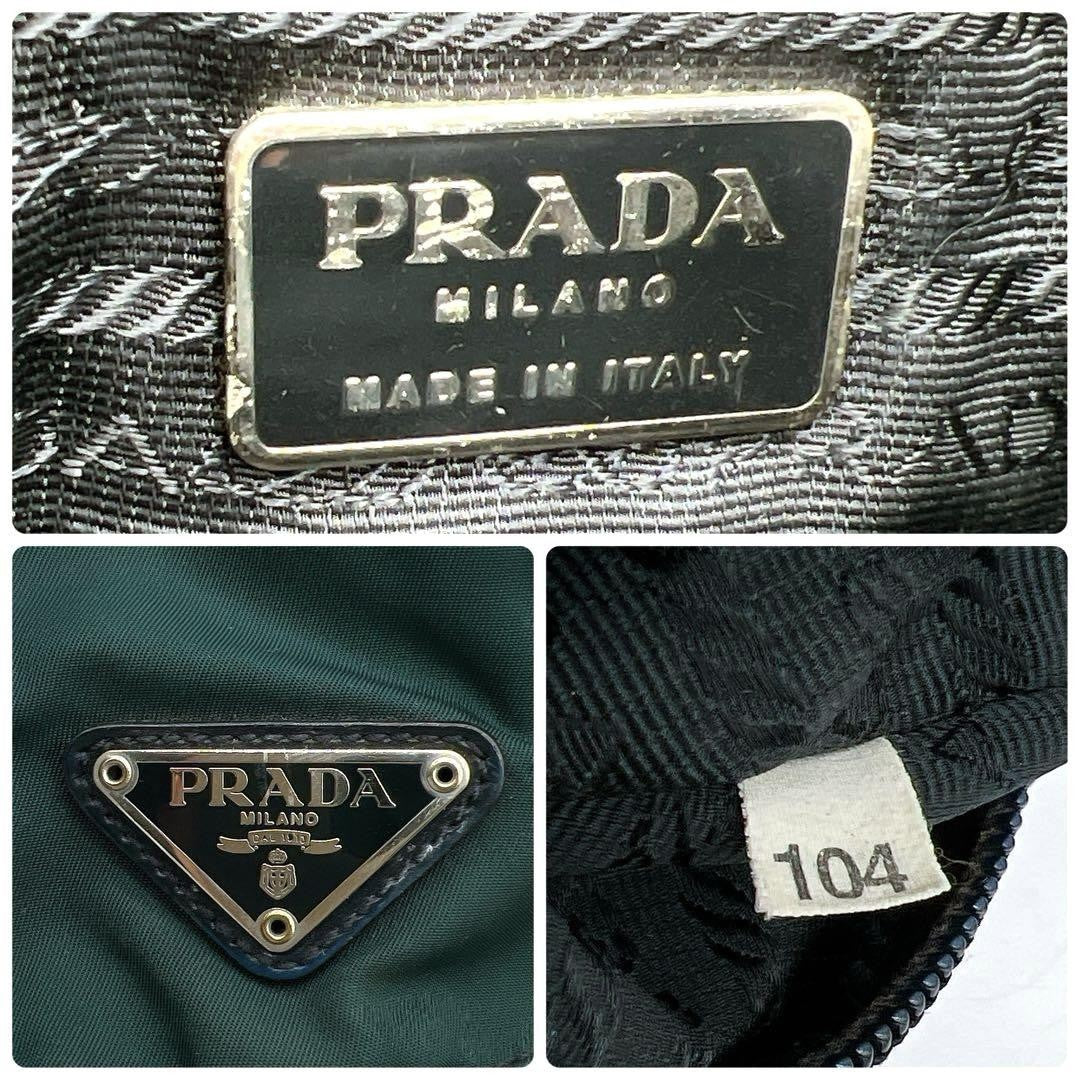 PRADA
MILANO
MADE IN ITALY
PRADA
MILANO
DAL 1913
104